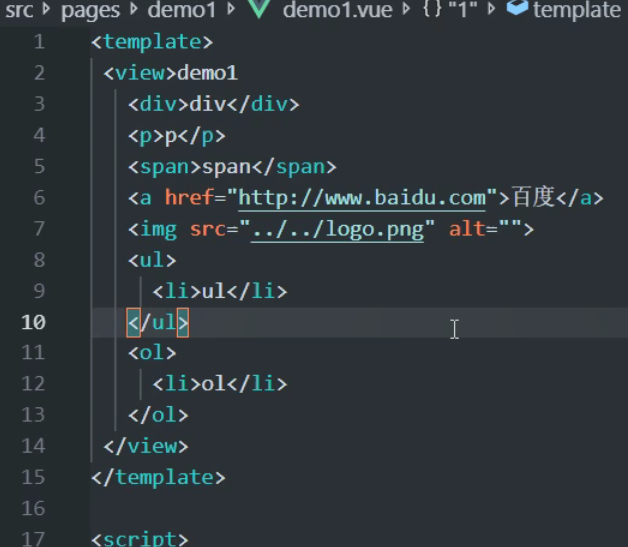 src > pages > demo1 > demo1.vue > {} "1" > template
1 <template>
2 <view>demo1
3 <div>div</div>
4 <p>p</p>
5 <span>span</span>
6 <a href="http://www.baidu.com">百度</a>
7 <img src="../../logo.png" alt="">
8 <ul>
9 <li>ul</li>
10 </ul>
11 <ol>
12 <li>ol</li>
13 </ol>
14 </view>
15 </template>
16
17 <script>